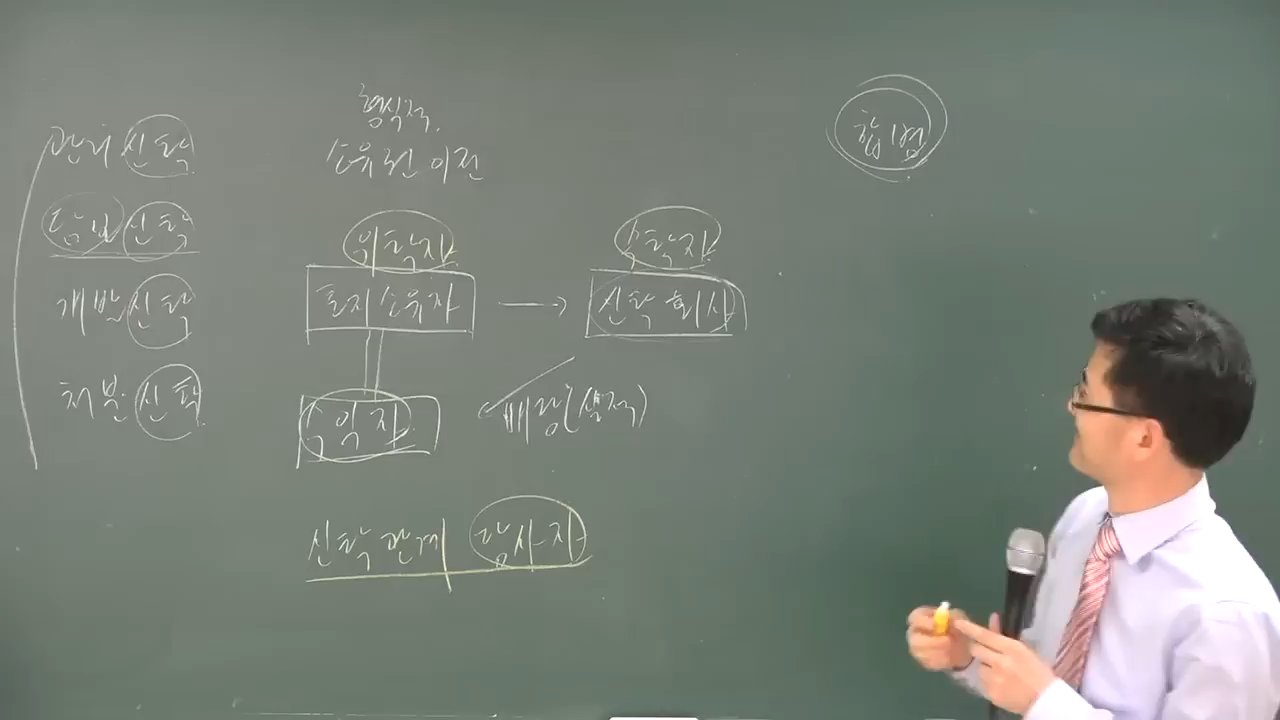 관리신탁
담보신탁
개발신탁
처분신탁
형식적
소유권 이전
위탁자
토지소유자
수탁자
신탁회사
수익자
배당(실적)
신탁관계 당사자